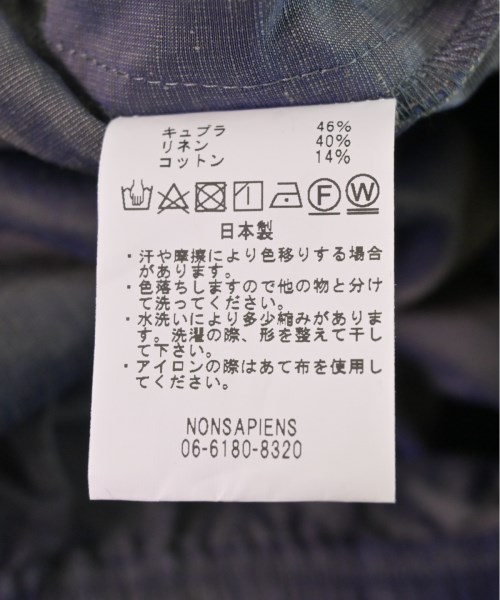 キュプラ 46%
リネン 40%
コットン 14%
F W
日本製
・汗や摩擦により色移りする場合
があります。
・色落ちしますので他の物と分け
て洗ってください。
・水洗いにより多少縮みがありま
す。洗濯の際、形を整えて干し
て下さい。
・アイロンの際はあて布を使用し
てください。
NONSAPIENS
06-6180-8320